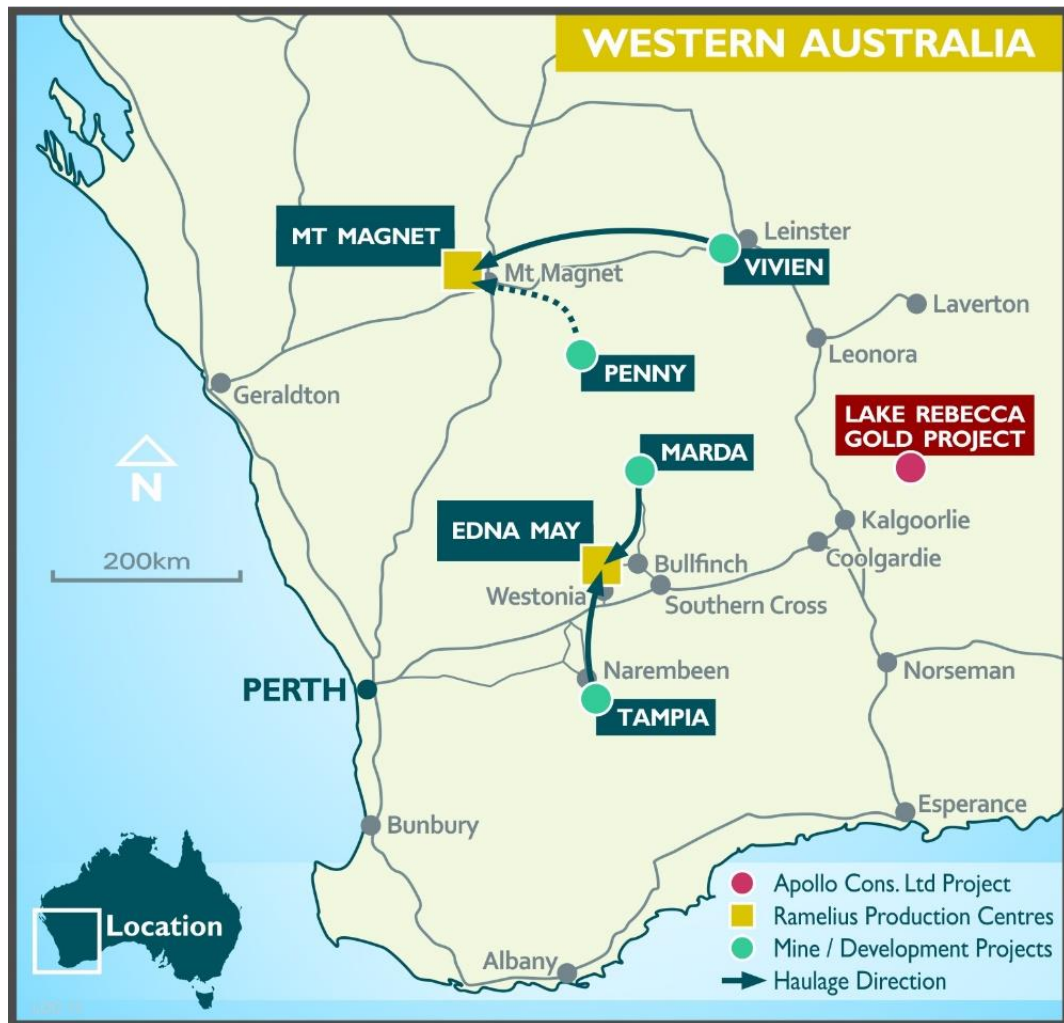 WESTERN AUSTRALIA
MT MAGNET
Mt Magnet
Leinster
VIVIEN
Laverton
Leonora
PENNY
Geraldton
LAKE REBECCA
GOLD PROJECT
MARDA
N
200km
EDNA MAY
Kalgoorlie
Coolgardie
Bullfinch
Westonia
Southern Cross
Norseman
Narembeen
PERTH
TAMPIA
Esperance
Bunbury
Albany
Location
Apollo Cons. Ltd Project
Ramelius Production Centres
Mine / Development Projects
Haulage Direction